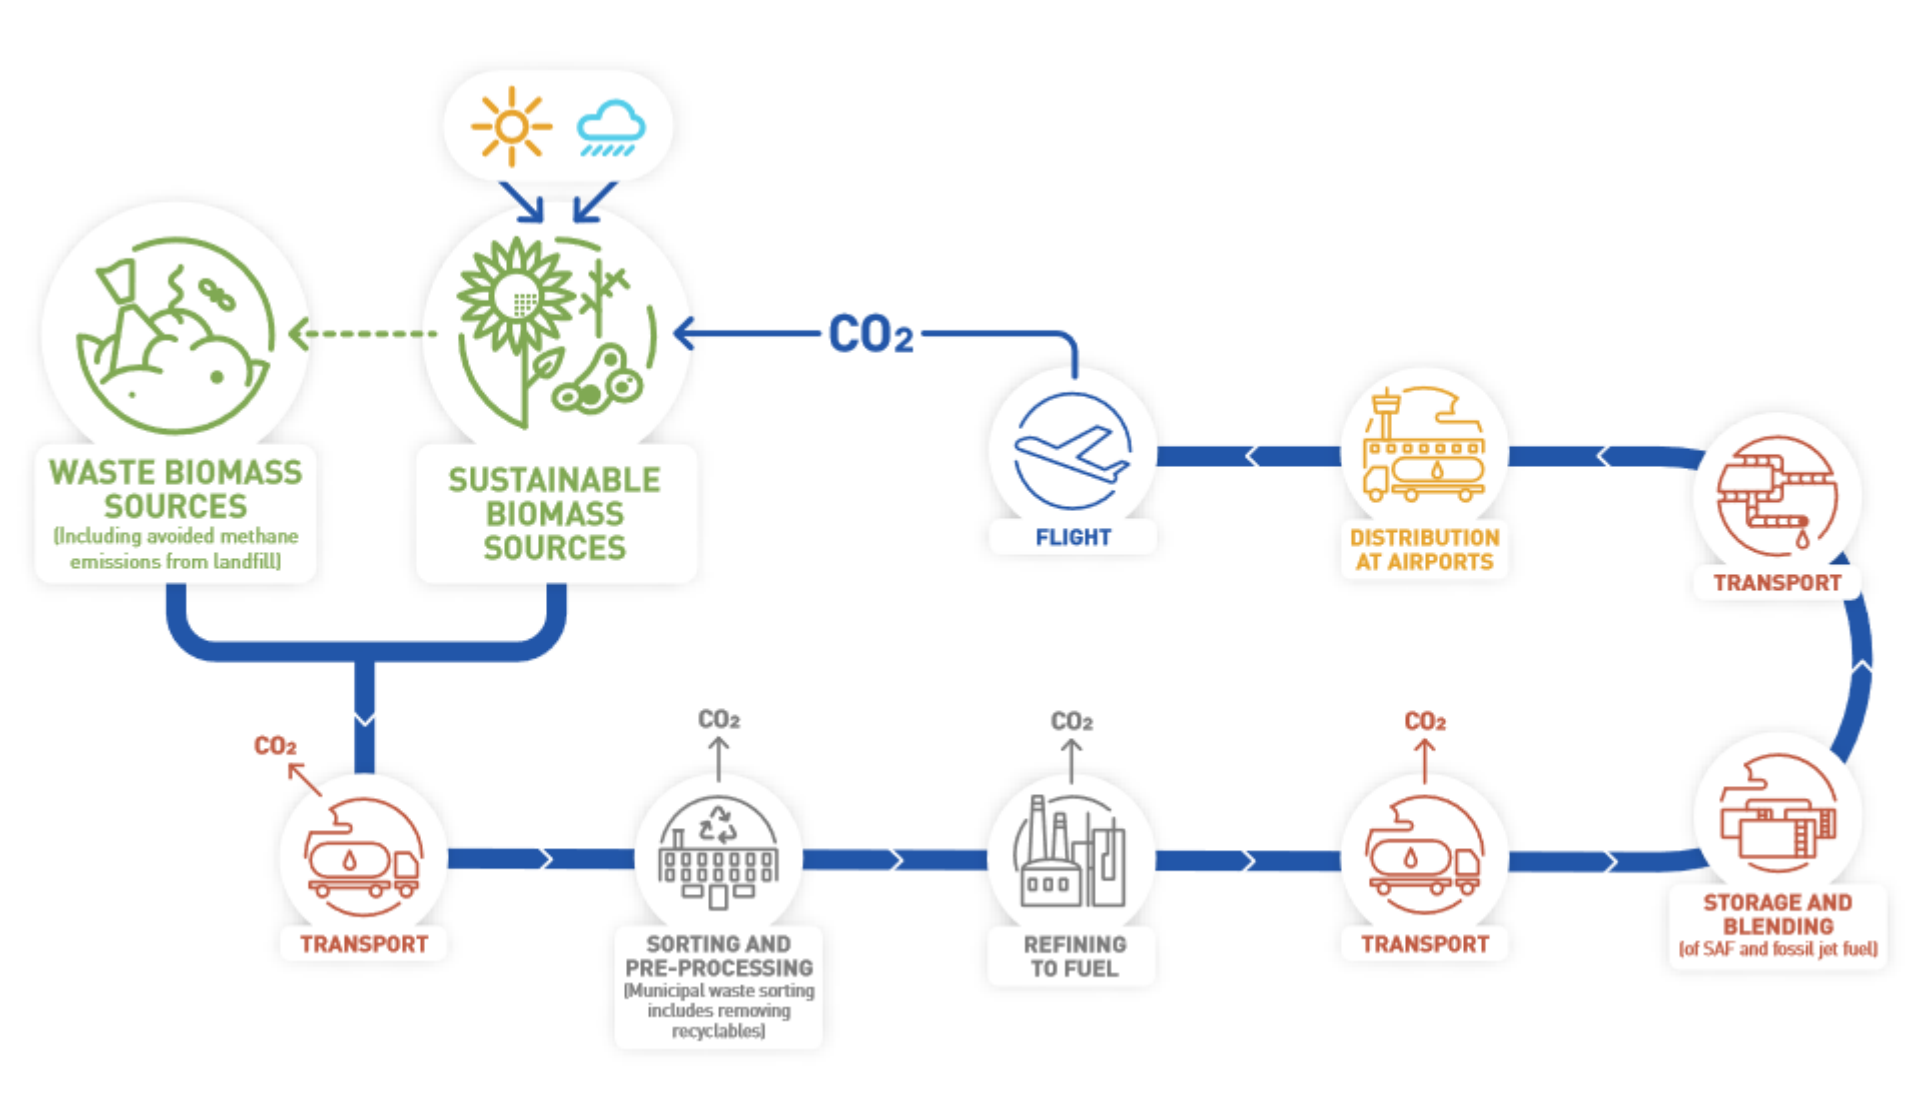 WASTE BIOMASS
SOURCES
(Including avoided methane
emissions from landfill)
SUSTAINABLE
BIOMASS
SOURCES
CO₂
FLIGHT
DISTRIBUTION
AT AIRPORTS
TRANSPORT
CO₂
TRANSPORT
CO₂
SORTING AND
PRE-PROCESSING
(Municipal waste sorting
includes removing
recyclables)
CO₂
REFINING
TO FUEL
CO₂
TRANSPORT
STORAGE AND
BLENDING
(of SAF and fossil jet fuel)